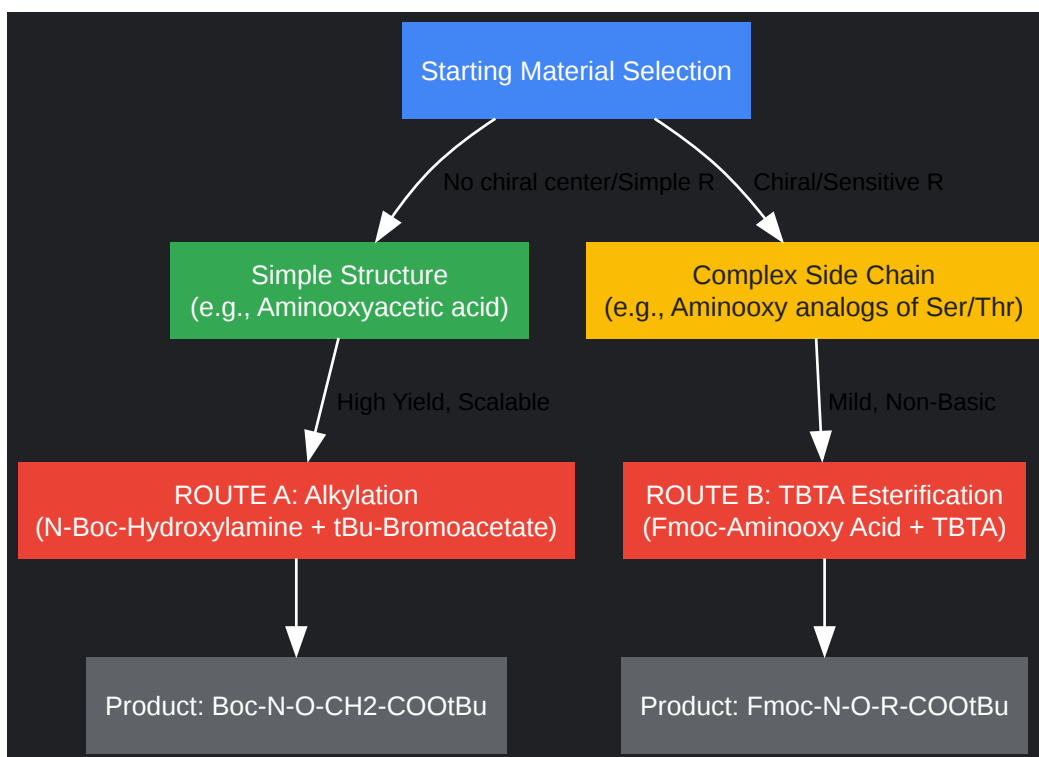 Starting Material Selection
No chiral center/Simple R
Chiral/Sensitive R
Simple Structure
(e.g., Aminooxyacetic acid)
Complex Side Chain
(e.g., Aminooxy analogs of Ser/Thr)
High Yield, Scalable
Mild, Non-Basic
ROUTE A: Alkylation
(N-Boc-Hydroxylamine + tBu-Bromoacetate)
ROUTE B: TBTA Esterification
(Fmoc-Aminooxy Acid + TBTA)
Product: Boc-N-O-CH2-COOtBu
Product: Fmoc-N-O-R-COOtBu